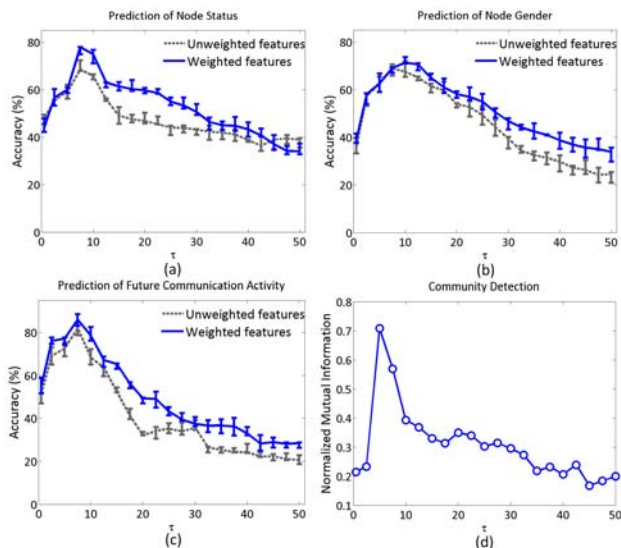 Prediction of Node Status
Unweighted features
Weighted features
Accuracy (%)
80
60
40
20
0
0 10 20 30 40 50
τ
(a)
Prediction of Node Gender
Unweighted features
Weighted features
Accuracy (%)
80
60
40
20
0
0 10 20 30 40 50
τ
(b)
Prediction of Future Communication Activity
Unweighted features
Weighted features
Accuracy (%)
80
60
40
20
0
0 10 20 30 40 50
τ
(c)
Community Detection
Normalized Mutual Information
0.8
0.7
0.6
0.5
0.4
0.3
0.2
0.1
0 10 20 30 40 50
τ
(d)